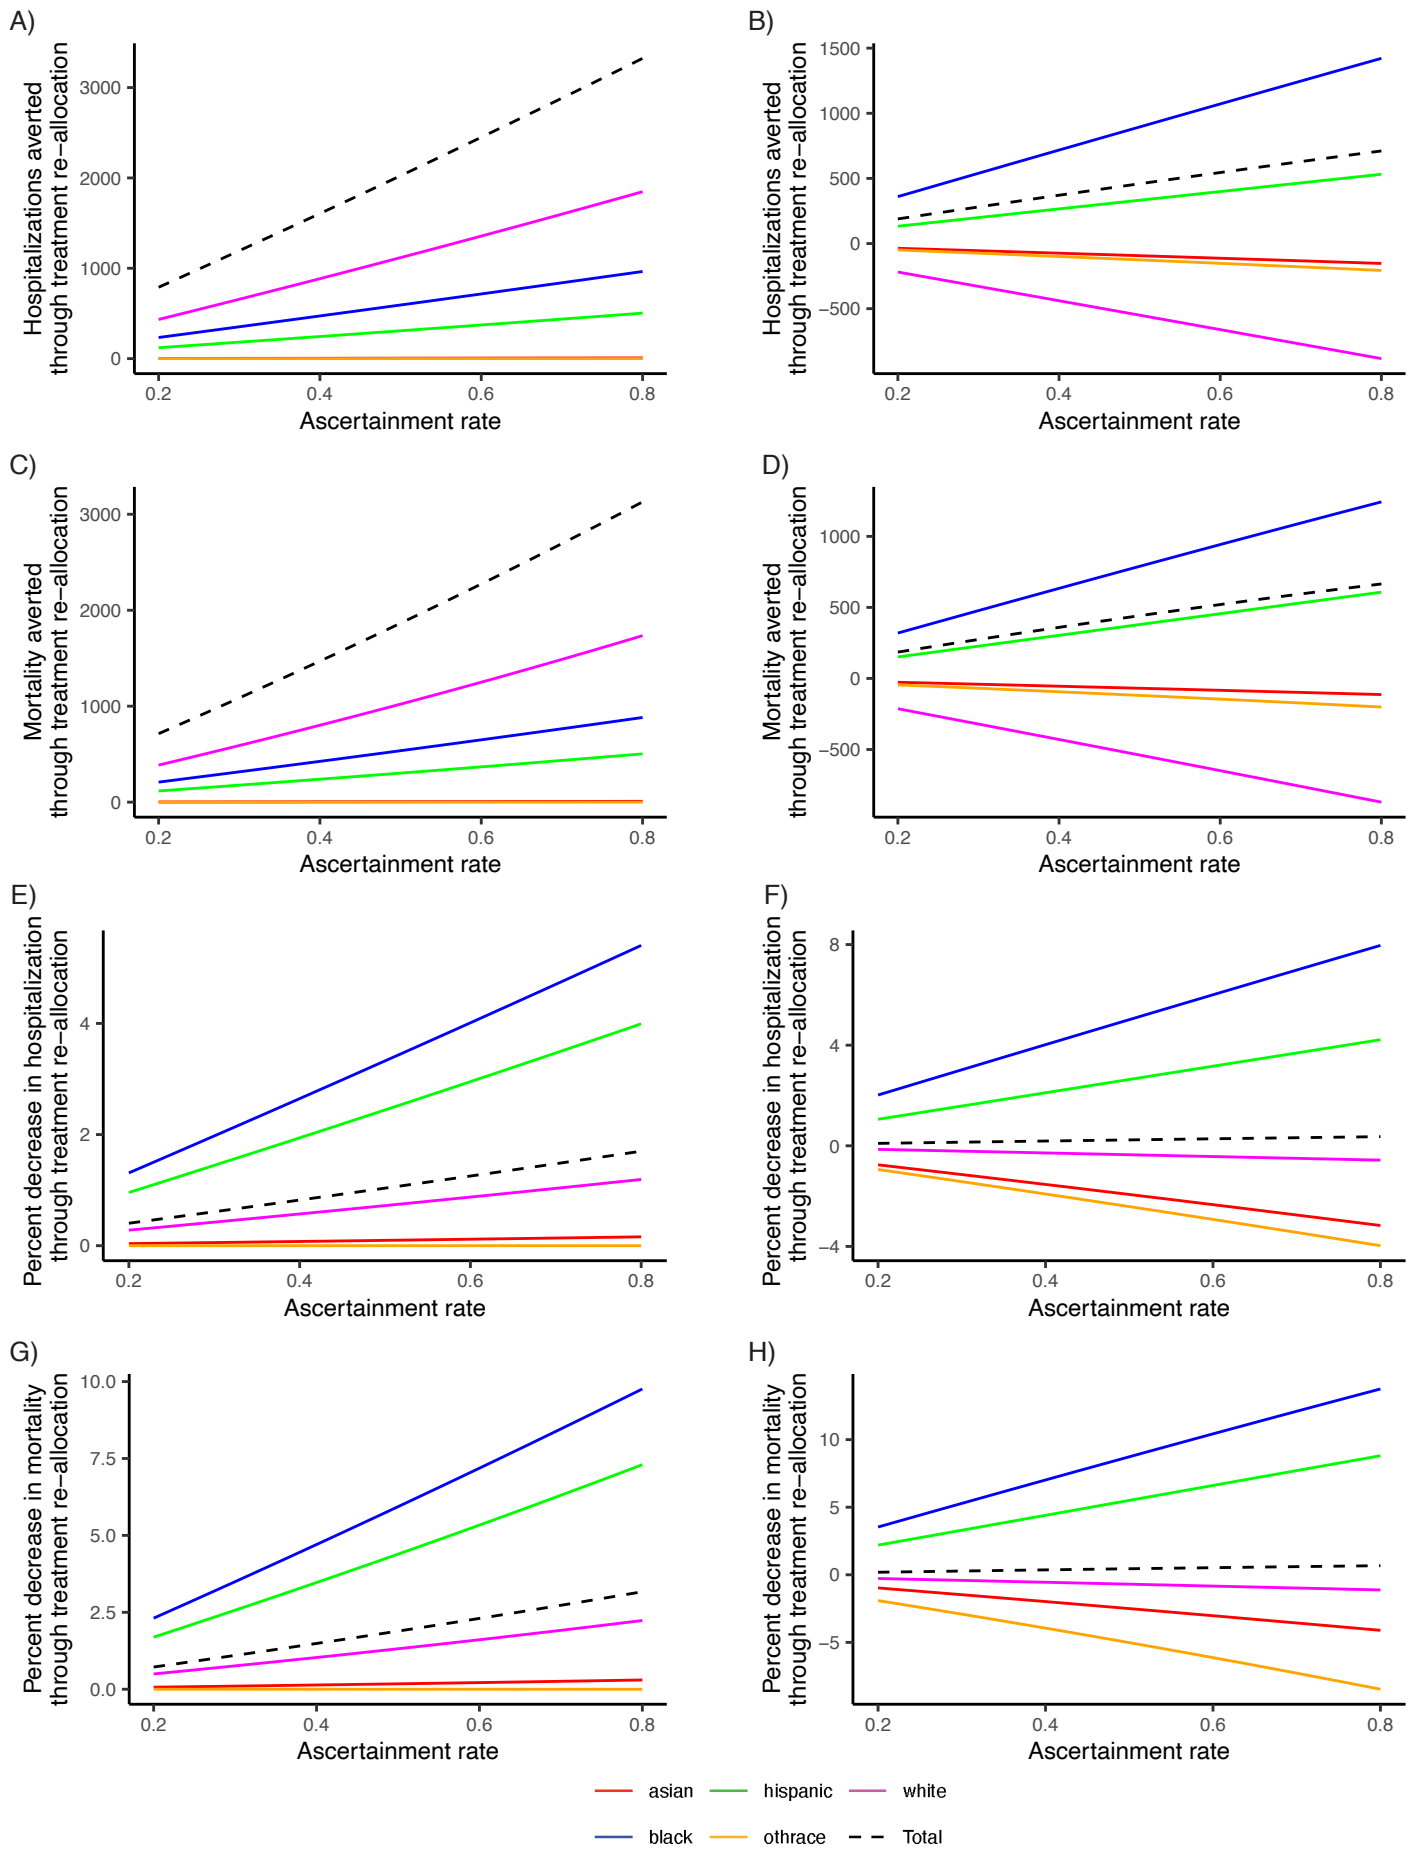 A)
Hospitalizations averted
through treatment re−allocation
3000
2000
1000
0
0.2 0.4 0.6 0.8
Ascertainment rate
B)
Hospitalizations averted
through treatment re−allocation
1500
1000
500
0
−500
0.2 0.4 0.6 0.8
Ascertainment rate
C)
Mortality averted
through treatment re−allocation
3000
2000
1000
0
0.2 0.4 0.6 0.8
Ascertainment rate
D)
Mortality averted
through treatment re−allocation
1000
500
0
−500
0.2 0.4 0.6 0.8
Ascertainment rate
E)
Percent decrease in hospitalization
through treatment re−allocation
4
2
0
0.2 0.4 0.6 0.8
Ascertainment rate
F)
Percent decrease in hospitalization
through treatment re−allocation
8
4
0
−4
0.2 0.4 0.6 0.8
Ascertainment rate
G)
Percent decrease in mortality
through treatment re−allocation
10.0
7.5
5.0
2.5
0.0
0.2 0.4 0.6 0.8
Ascertainment rate
H)
Percent decrease in mortality
through treatment re−allocation
10
5
0
−5
0.2 0.4 0.6 0.8
Ascertainment rate
asian hispanic white
black othrace Total